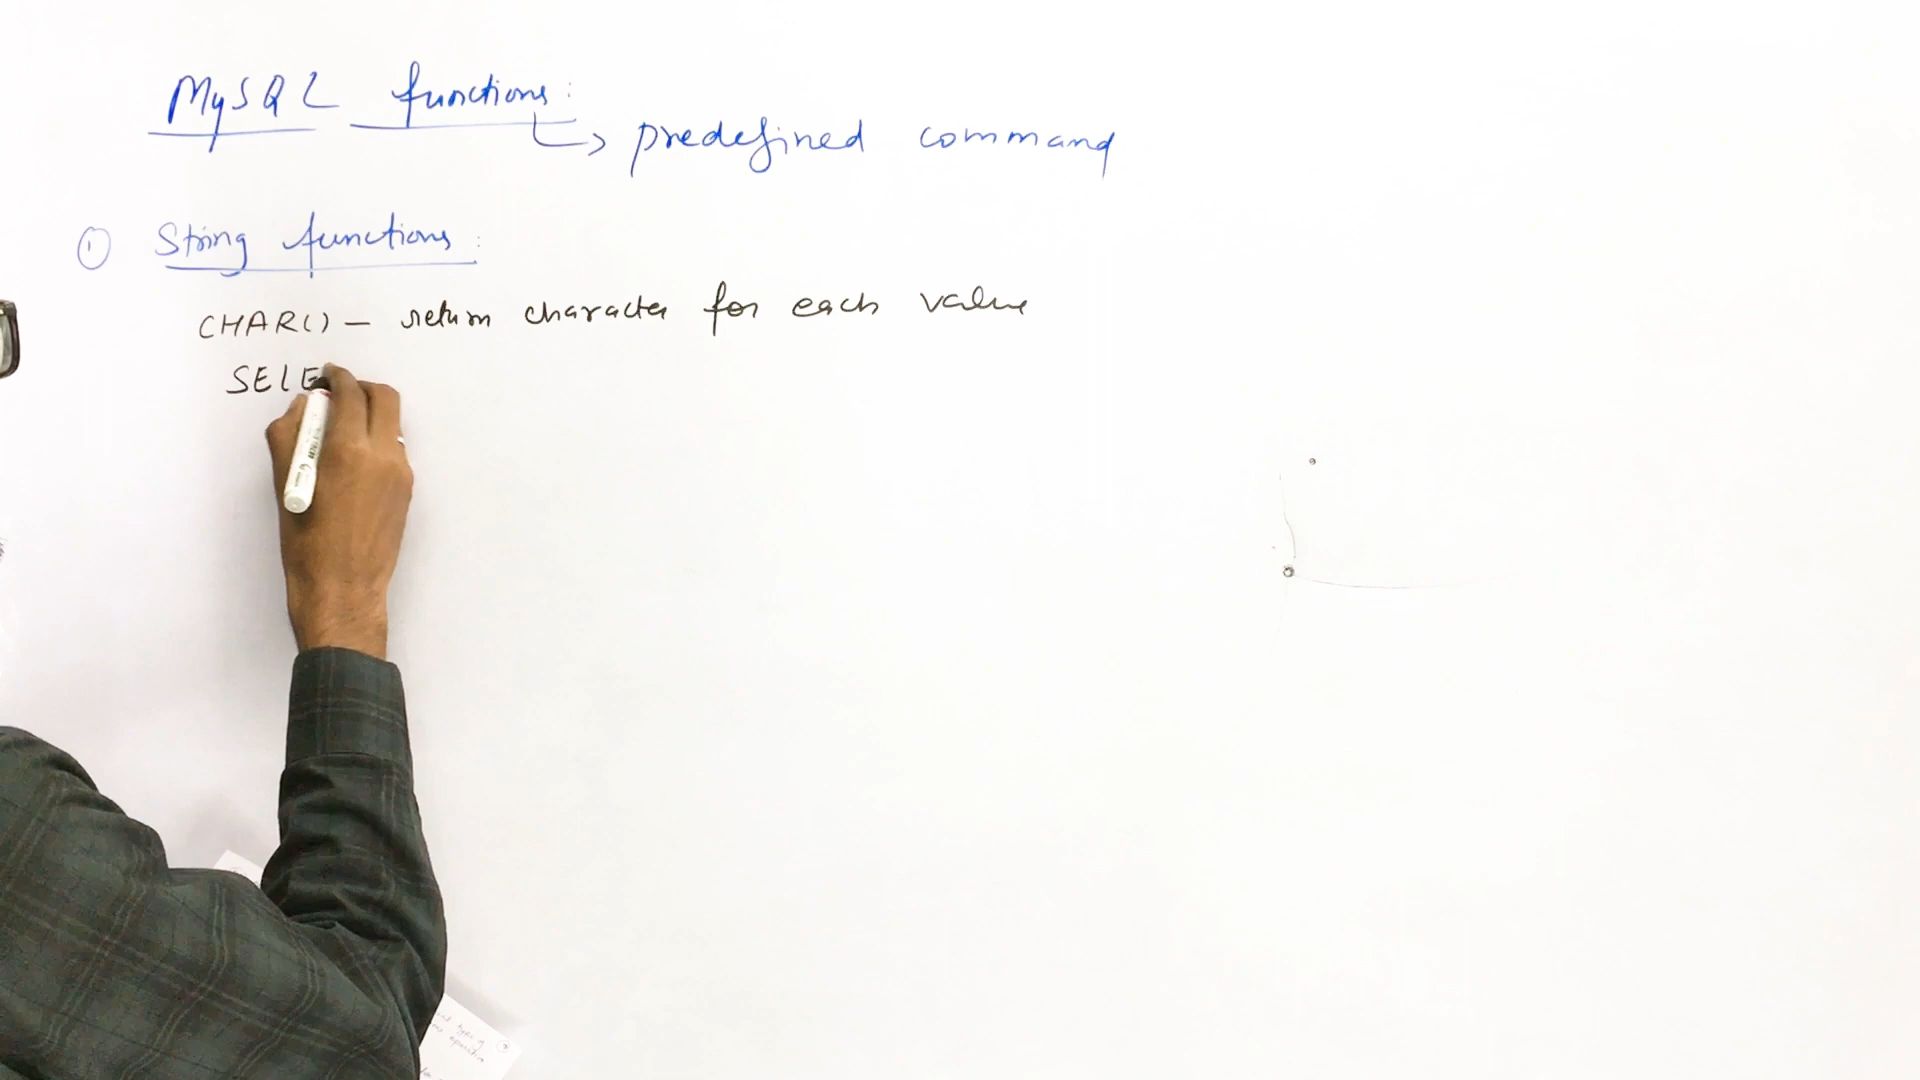 MySQL functions:
↳ predefined command
① String functions:
CHAR() – return character for each value
SELE